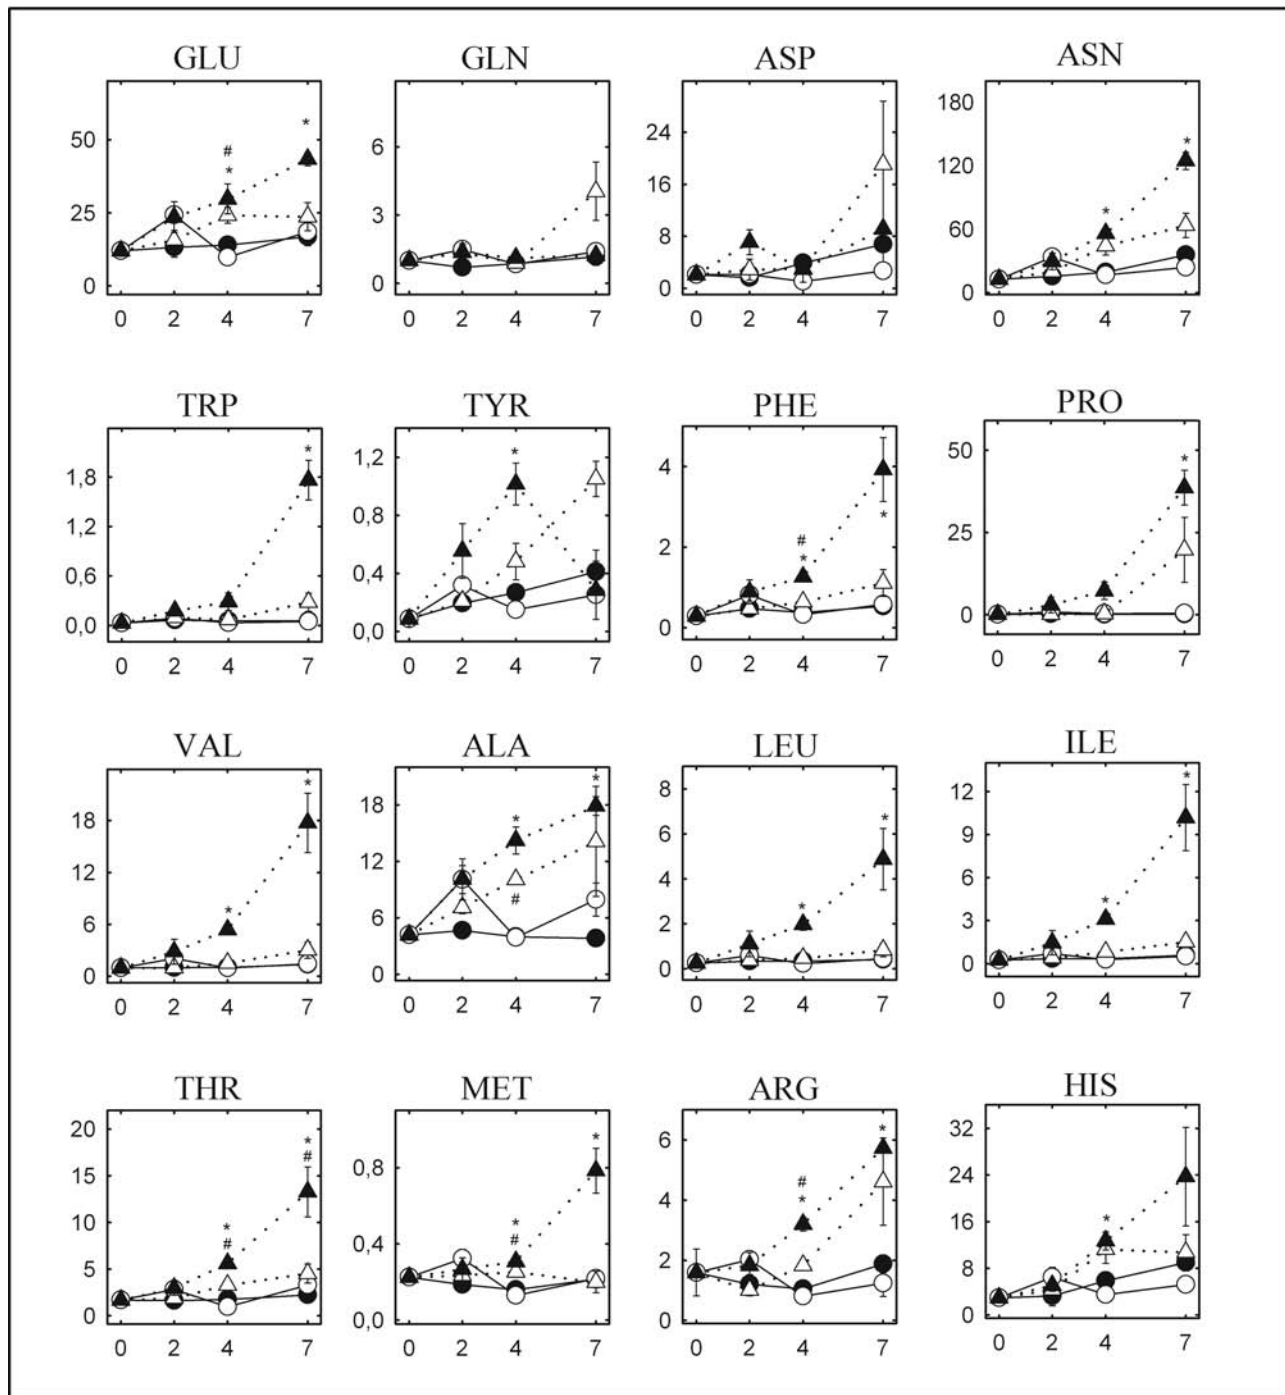 GLU GLN ASP ASN
50 25 0
# * *
0 2 4 7
6 3 0
0 2 4 7
24 16 8 0
0 2 4 7
180 120 60 0
* *
0 2 4 7
TRP TYR PHE PRO
1,8 1,2 0,6 0,0
*
0 2 4 7
1,2 0,8 0,4 0,0
*
0 2 4 7
4 2 0
# * *
0 2 4 7
50 25 0
*
0 2 4 7
VAL ALA LEU ILE
18 12 6 0
* *
0 2 4 7
18 12 6 0
* # *
0 2 4 7
8 6 4 2 0
* *
0 2 4 7
12 9 6 3 0
* *
0 2 4 7
THR MET ARG HIS
20 15 10 5 0
* # * #
0 2 4 7
0,8 0,4 0,0
* # *
0 2 4 7
6 4 2 0
# * *
0 2 4 7
32 24 16 8 0
*
0 2 4 7